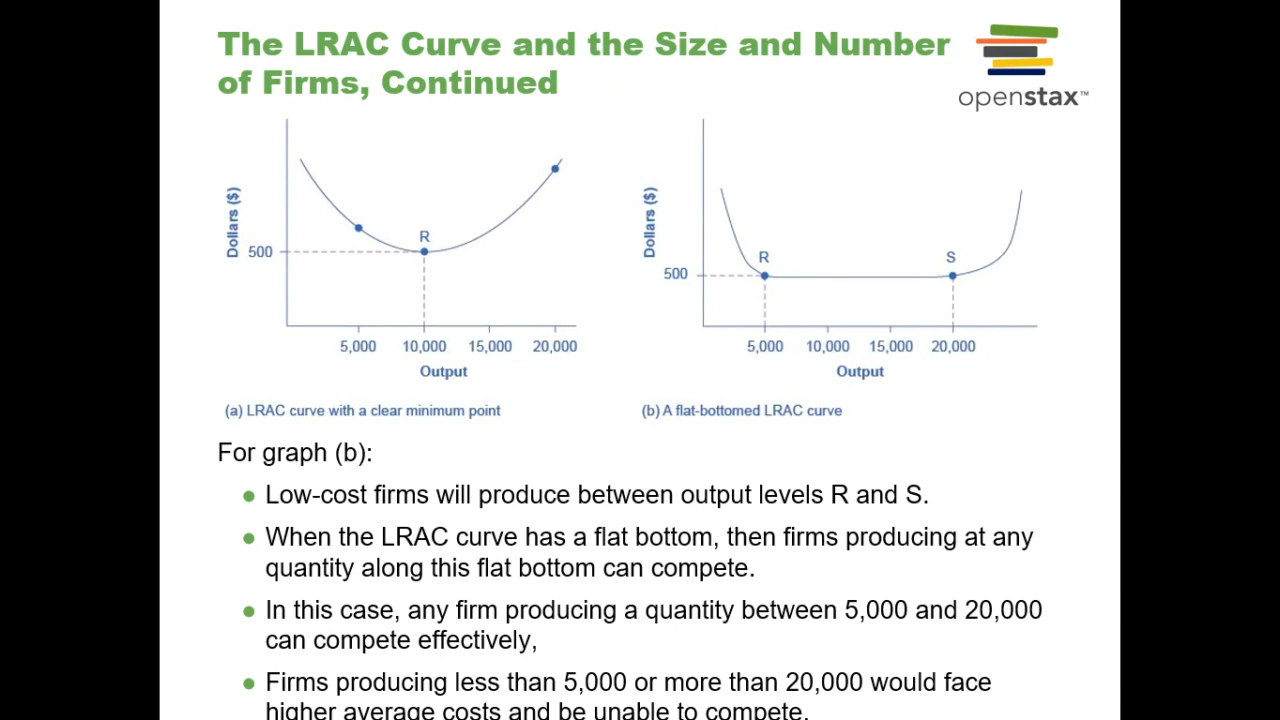 The LRAC Curve and the Size and Number
of Firms, Continued
openstax™
Dollars ($)
500
R
5,000 10,000 15,000 20,000
Output
(a) LRAC curve with a clear minimum point
Dollars ($)
500
R S
5,000 10,000 15,000 20,000
Output
(b) A flat-bottomed LRAC curve
For graph (b):
● Low-cost firms will produce between output levels R and S.
● When the LRAC curve has a flat bottom, then firms producing at any
quantity along this flat bottom can compete.
● In this case, any firm producing a quantity between 5,000 and 20,000
can compete effectively,
● Firms producing less than 5,000 or more than 20,000 would face
higher average costs and be unable to compete.